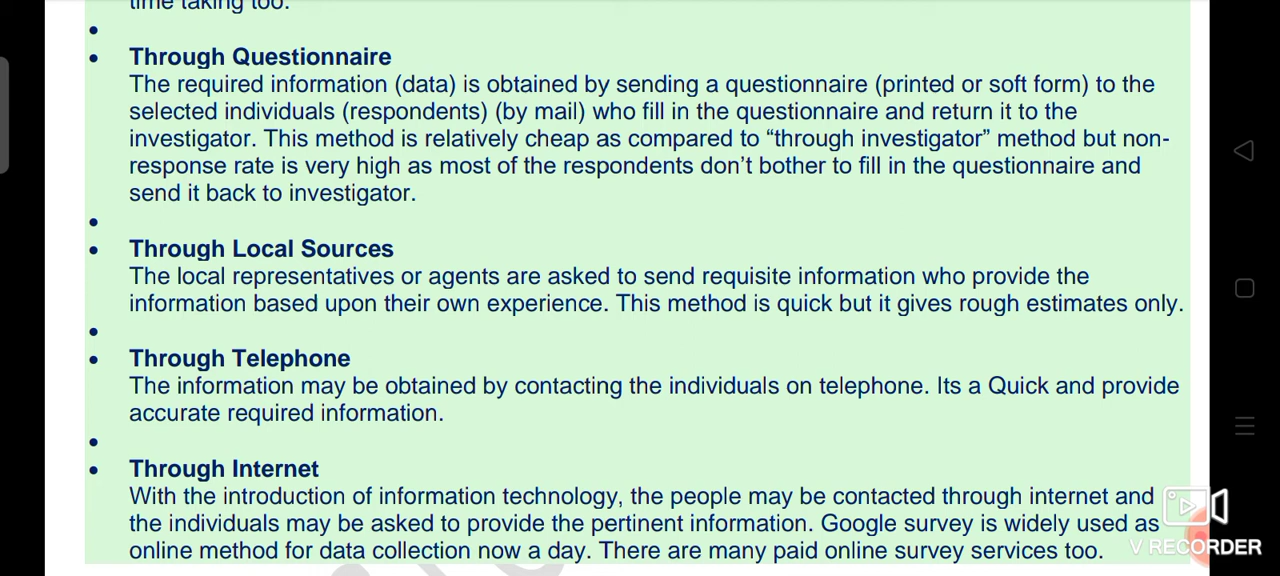 time taking too.
•
• Through Questionnaire
The required information (data) is obtained by sending a questionnaire (printed or soft form) to the
selected individuals (respondents) (by mail) who fill in the questionnaire and return it to the
investigator. This method is relatively cheap as compared to “through investigator” method but non-
response rate is very high as most of the respondents don’t bother to fill in the questionnaire and
send it back to investigator.
•
• Through Local Sources
The local representatives or agents are asked to send requisite information who provide the
information based upon their own experience. This method is quick but it gives rough estimates only.
•
• Through Telephone
The information may be obtained by contacting the individuals on telephone. Its a Quick and provide
accurate required information.
•
• Through Internet
With the introduction of information technology, the people may be contacted through internet and
the individuals may be asked to provide the pertinent information. Google survey is widely used as
online method for data collection now a day. There are many paid online survey services too.
V RECORDER